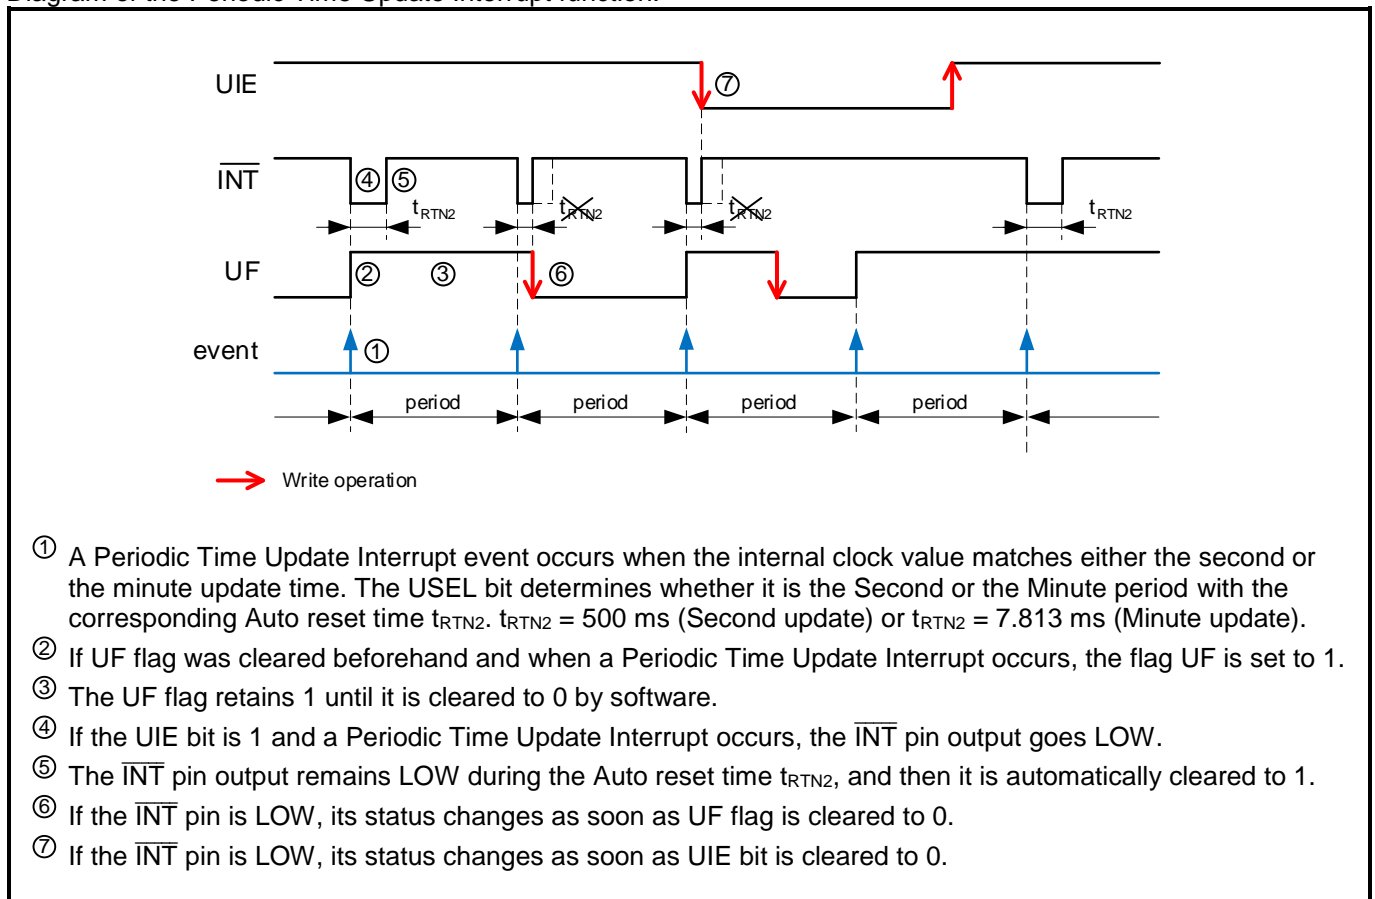 Diagram of the Periodic Time Update Interrupt function:
UIE
⑦
INT
④ ⑤
tRTN2 tRTN2 tRTN2 tRTN2
UF
② ③ ⑥
event
①
period period period period
Write operation
① A Periodic Time Update Interrupt event occurs when the internal clock value matches either the second or
the minute update time. The USEL bit determines whether it is the Second or the Minute period with the
corresponding Auto reset time tRTN2. tRTN2 = 500 ms (Second update) or tRTN2 = 7.813 ms (Minute update).
② If UF flag was cleared beforehand and when a Periodic Time Update Interrupt occurs, the flag UF is set to 1.
③ The UF flag retains 1 until it is cleared to 0 by software.
④ If the UIE bit is 1 and a Periodic Time Update Interrupt occurs, the INT pin output goes LOW.
⑤ The INT pin output remains LOW during the Auto reset time tRTN2, and then it is automatically cleared to 1.
⑥ If the INT pin is LOW, its status changes as soon as UF flag is cleared to 0.
⑦ If the INT pin is LOW, its status changes as soon as UIE bit is cleared to 0.